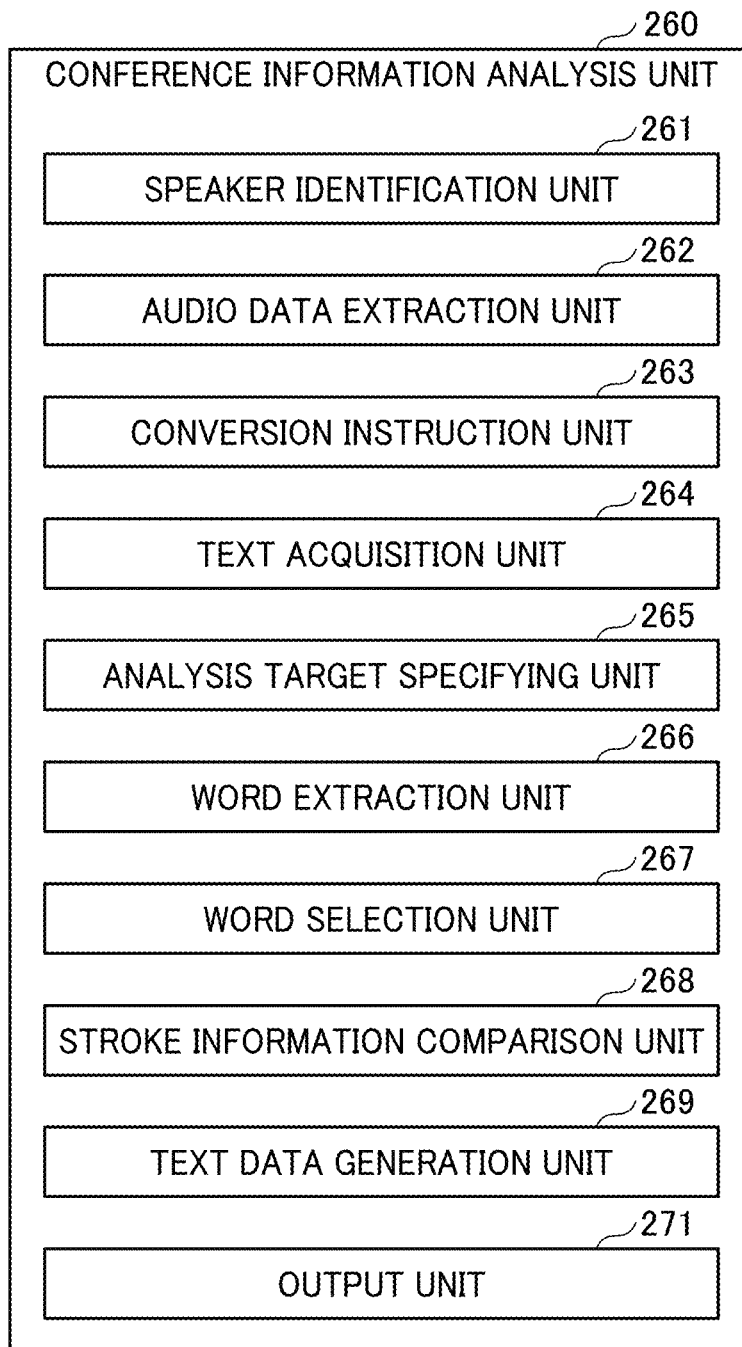 260
CONFERENCE INFORMATION ANALYSIS UNIT
261
SPEAKER IDENTIFICATION UNIT
262
AUDIO DATA EXTRACTION UNIT
263
CONVERSION INSTRUCTION UNIT
264
TEXT ACQUISITION UNIT
265
ANALYSIS TARGET SPECIFYING UNIT
266
WORD EXTRACTION UNIT
267
WORD SELECTION UNIT
268
STROKE INFORMATION COMPARISON UNIT
269
TEXT DATA GENERATION UNIT
271
OUTPUT UNIT